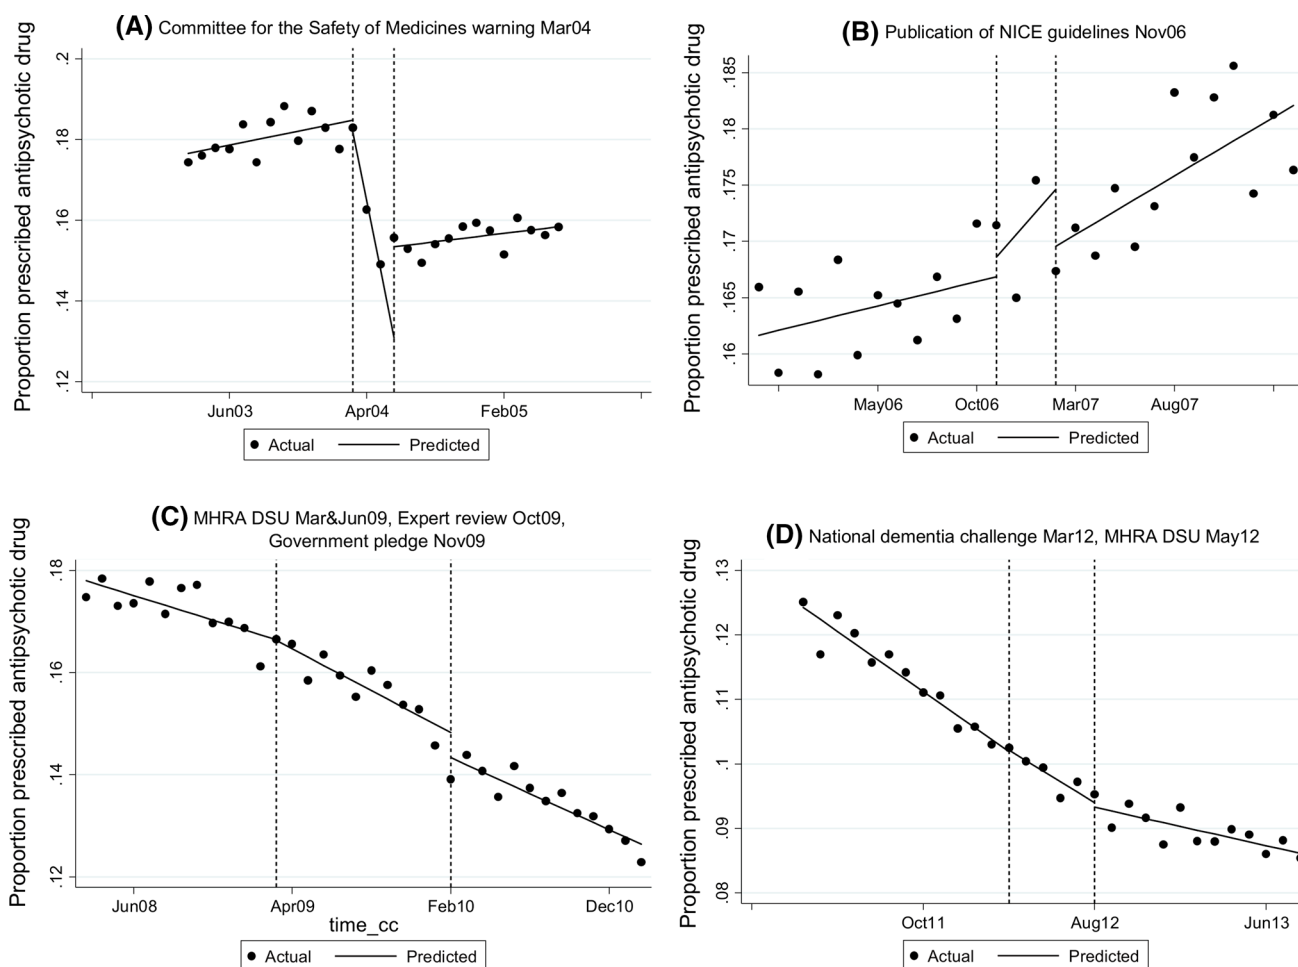 (A) Committee for the Safety of Medicines warning Mar04
Proportion prescribed antipsychotic drug
.2
.18
.16
.14
.12
Jun03 Apr04 Feb05
Actual Predicted
(B) Publication of NICE guidelines Nov06
Proportion prescribed antipsychotic drug
.185
.18
.175
.17
.165
.16
May06 Oct06 Mar07 Aug07
Actual Predicted
(C) MHRA DSU Mar&Jun09, Expert review Oct09,
Government pledge Nov09
Proportion prescribed antipsychotic drug
.18
.16
.14
.12
Jun08 Apr09 Feb10 Dec10
time_cc
Actual Predicted
(D) National dementia challenge Mar12, MHRA DSU May12
Proportion prescribed antipsychotic drug
.13
.12
.11
.1
.09
.08
Oct11 Aug12 Jun13
Actual Predicted